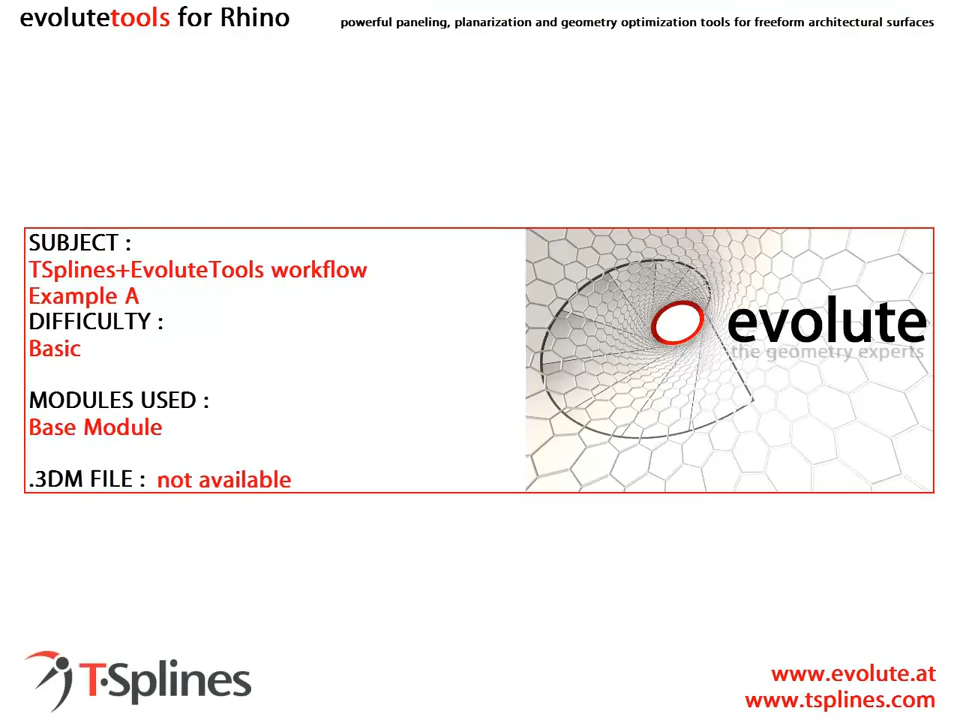 evolutetools for Rhino
powerful paneling, planarization and geometry optimization tools for freeform architectural surfaces
SUBJECT :
TSplines+EvoluteTools workflow
Example A
DIFFICULTY :
Basic
MODULES USED :
Base Module
.3DM FILE : not available
evolute
the geometry experts
T-Splines
www.evolute.at
www.tsplines.com